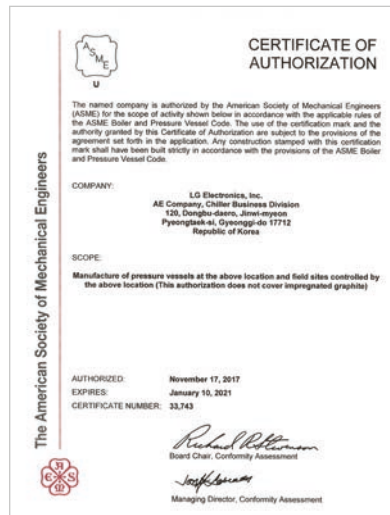 CERTIFICATE OF
AUTHORIZATION
ASME
U
The named company is authorized by the American Society of Mechanical Engineers
(ASME) for the scope of activity shown below in accordance with the applicable rules of
the ASME Boiler and Pressure Vessel Code. The use of the certification mark and the
authority granted by this Certificate of Authorization are subject to the provisions of the
agreement set forth in the application. Any construction stamped with this certification
mark shall have been built strictly in accordance with the provisions of the ASME Boiler
and Pressure Vessel Code.
COMPANY:
LG Electronics, Inc.
AE Company, Chiller Business Division
120, Dongbu-daero, Jinwi-myeon
Pyeongtaek-si, Gyeonggi-do 17712
Republic of Korea
SCOPE:
Manufacture of pressure vessels at the above location and field sites controlled by
the above location (This authorization does not cover impregnated graphite)
AUTHORIZED: November 17, 2017
EXPIRES: January 10, 2021
CERTIFICATE NUMBER: 33,743
Board Chair, Conformity Assessment
Managing Director, Conformity Assessment
The American Society of Mechanical Engineers